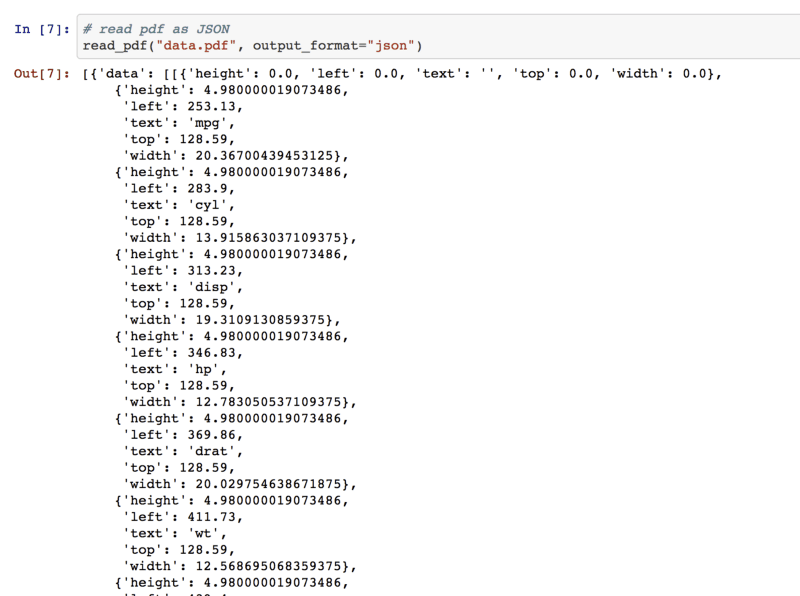 In [7]: # read pdf as JSON
read_pdf("data.pdf", output_format="json")
Out[7]: [{'data': [[{'height': 0.0, 'left': 0.0, 'text': '', 'top': 0.0, 'width': 0.0},
{'height': 4.980000019073486,
'left': 253.13,
'text': 'mpg',
'top': 128.59,
'width': 20.36700439453125},
{'height': 4.980000019073486,
'left': 283.9,
'text': 'cyl',
'top': 128.59,
'width': 13.915863037109375},
{'height': 4.980000019073486,
'left': 313.23,
'text': 'disp',
'top': 128.59,
'width': 19.3109130859375},
{'height': 4.980000019073486,
'left': 346.83,
'text': 'hp',
'top': 128.59,
'width': 12.783050537109375},
{'height': 4.980000019073486,
'left': 369.86,
'text': 'drat',
'top': 128.59,
'width': 20.029754638671875},
{'height': 4.980000019073486,
'left': 411.73,
'text': 'wt',
'top': 128.59,
'width': 12.568695068359375},
{'height': 4.980000019073486,